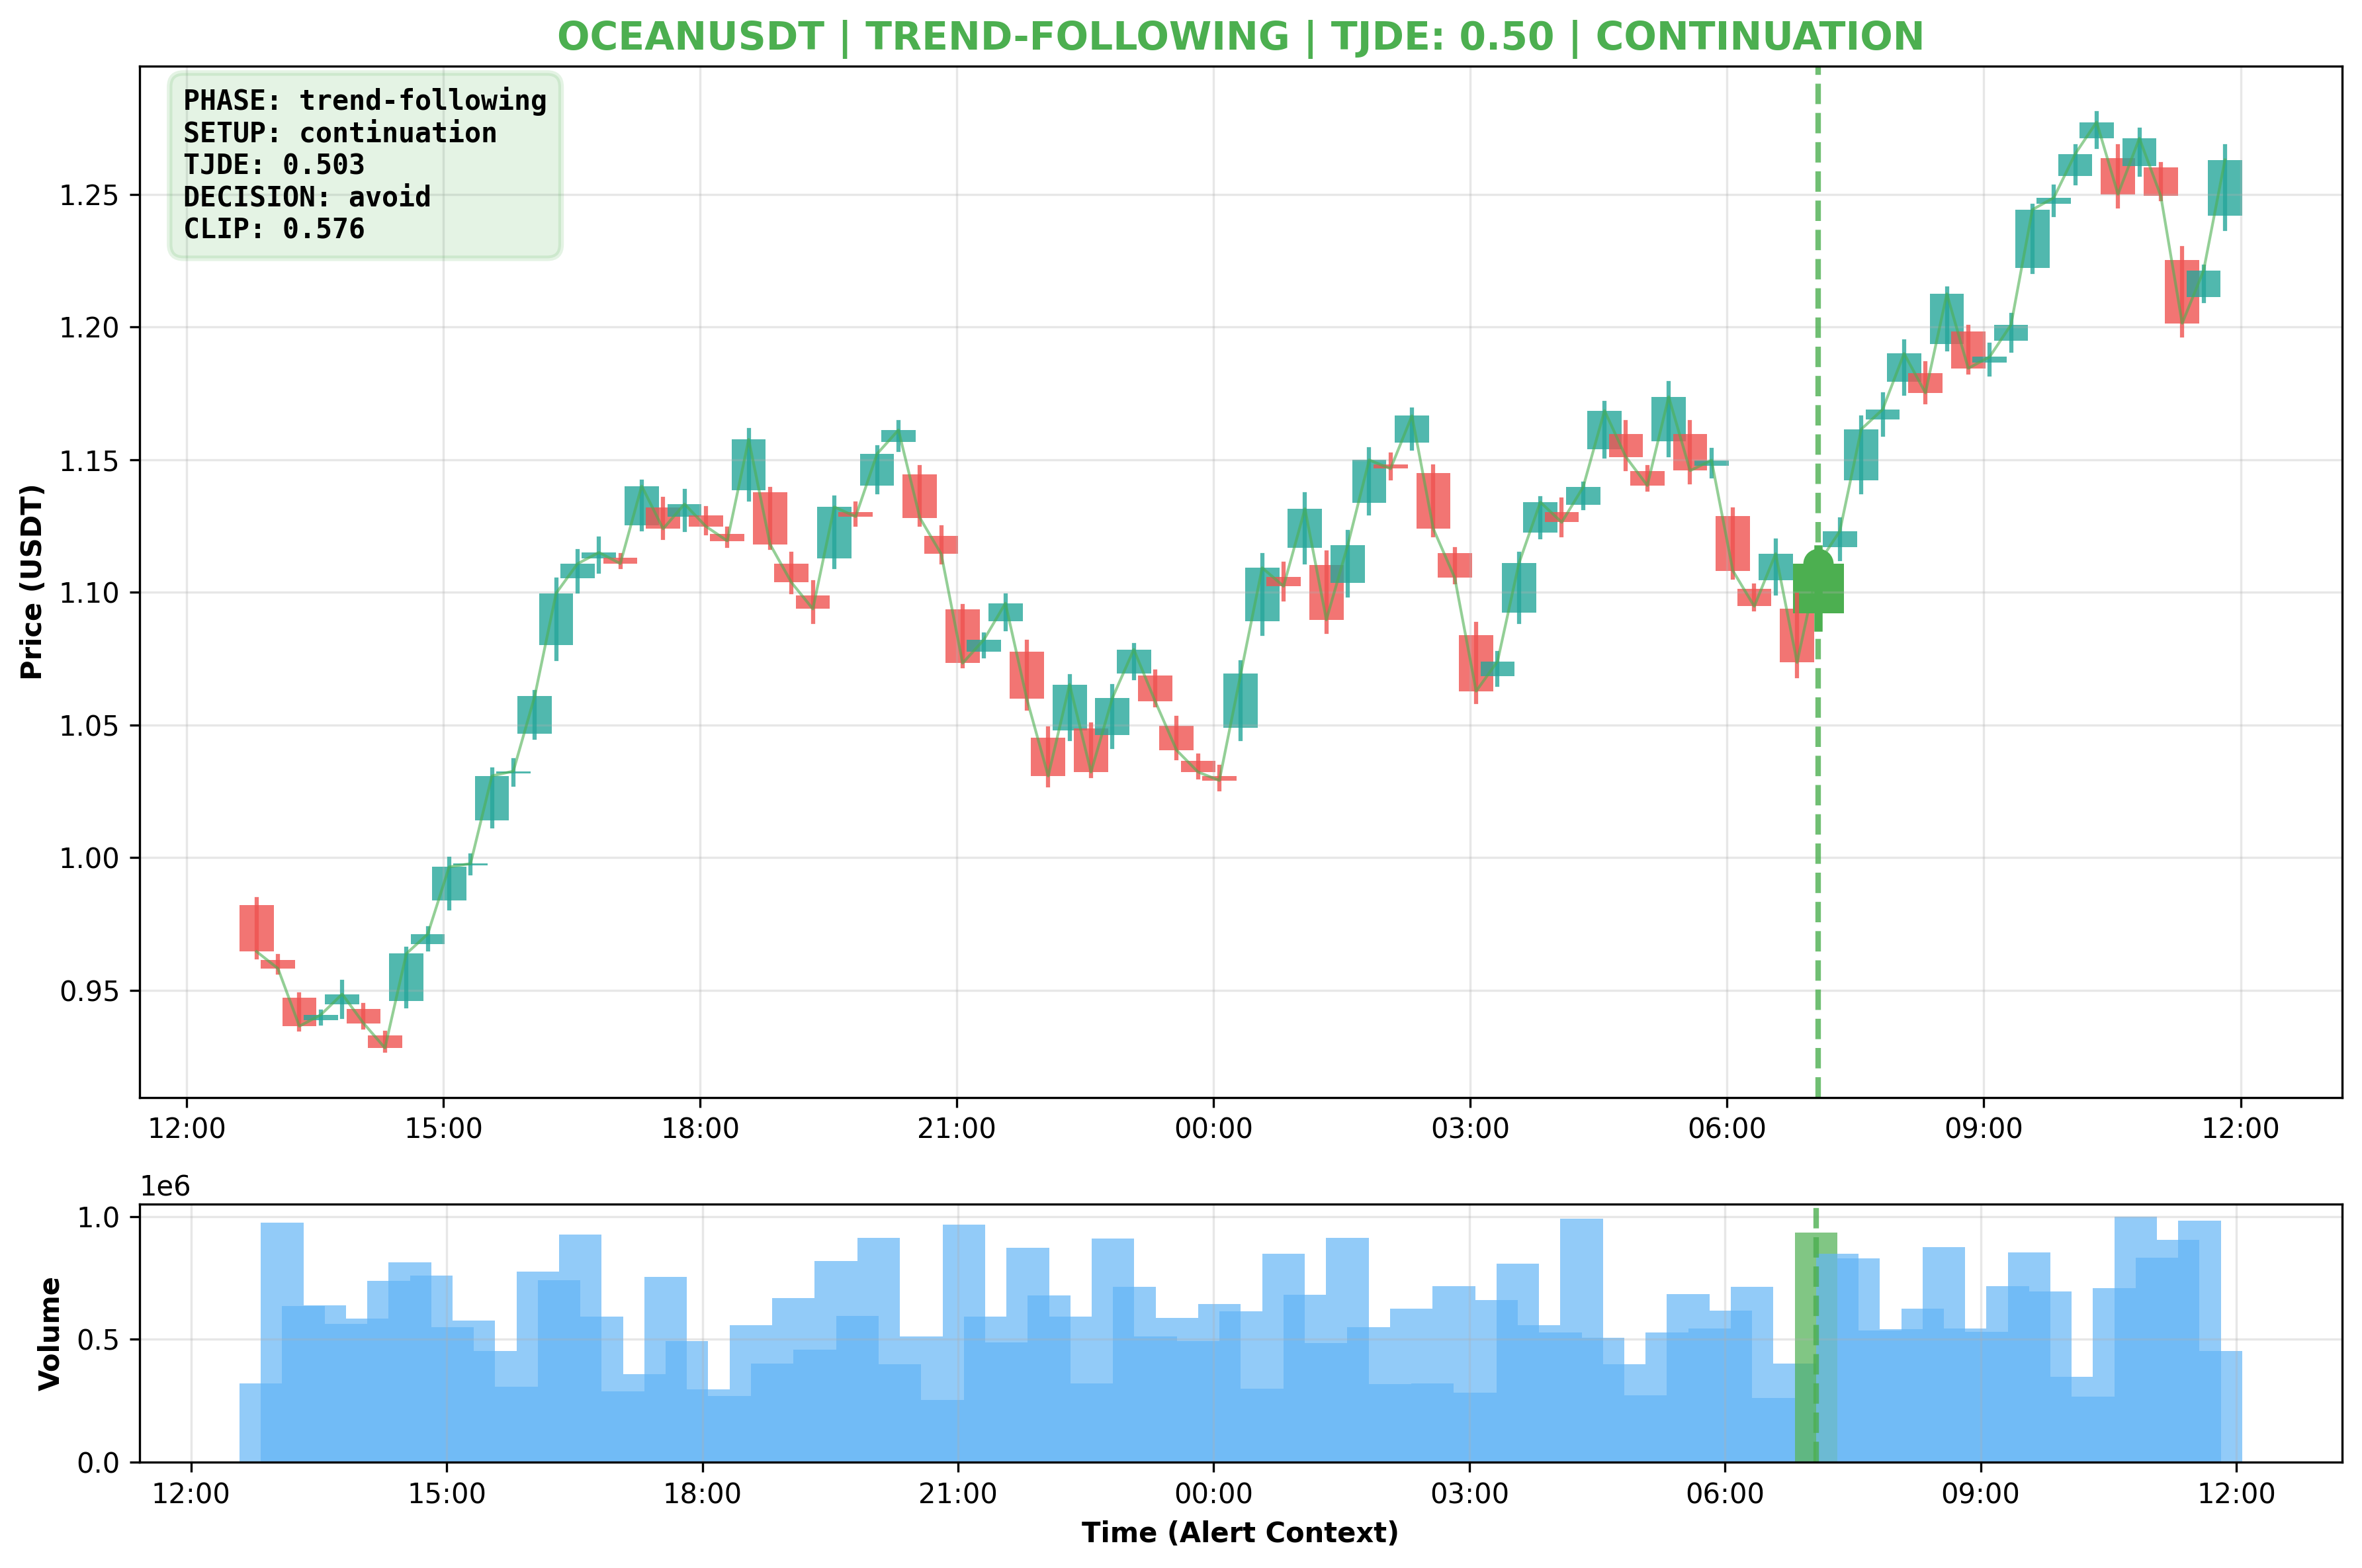 OCEANUSDT | TREND-FOLLOWING | TJDE: 0.50 | CONTINUATION
PHASE: trend-following
SETUP: continuation
TJDE: 0.503
DECISION: avoid
CLIP: 0.576
Price (USDT)
1.25
1.20
1.15
1.10
1.05
1.00
0.95
12:00 15:00 18:00 21:00 00:00 03:00 06:00 09:00 12:00
1e6
Volume
1.0
0.5
0.0
12:00 15:00 18:00 21:00 00:00 03:00 06:00 09:00 12:00
Time (Alert Context)